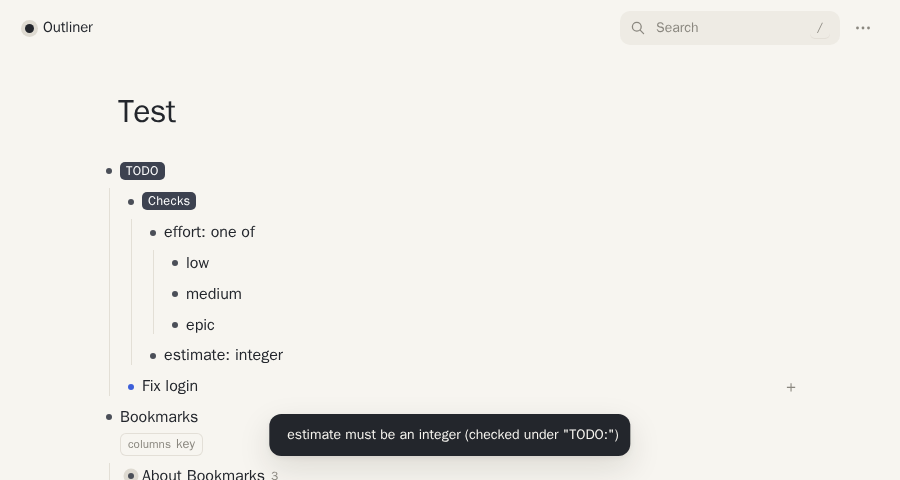 Outliner
Search /
Test
TODO
Checks
effort: one of
low
medium
epic
estimate: integer
Fix login
Bookmarks
columns key
estimate must be an integer (checked under "TODO:")
About Bookmarks 3